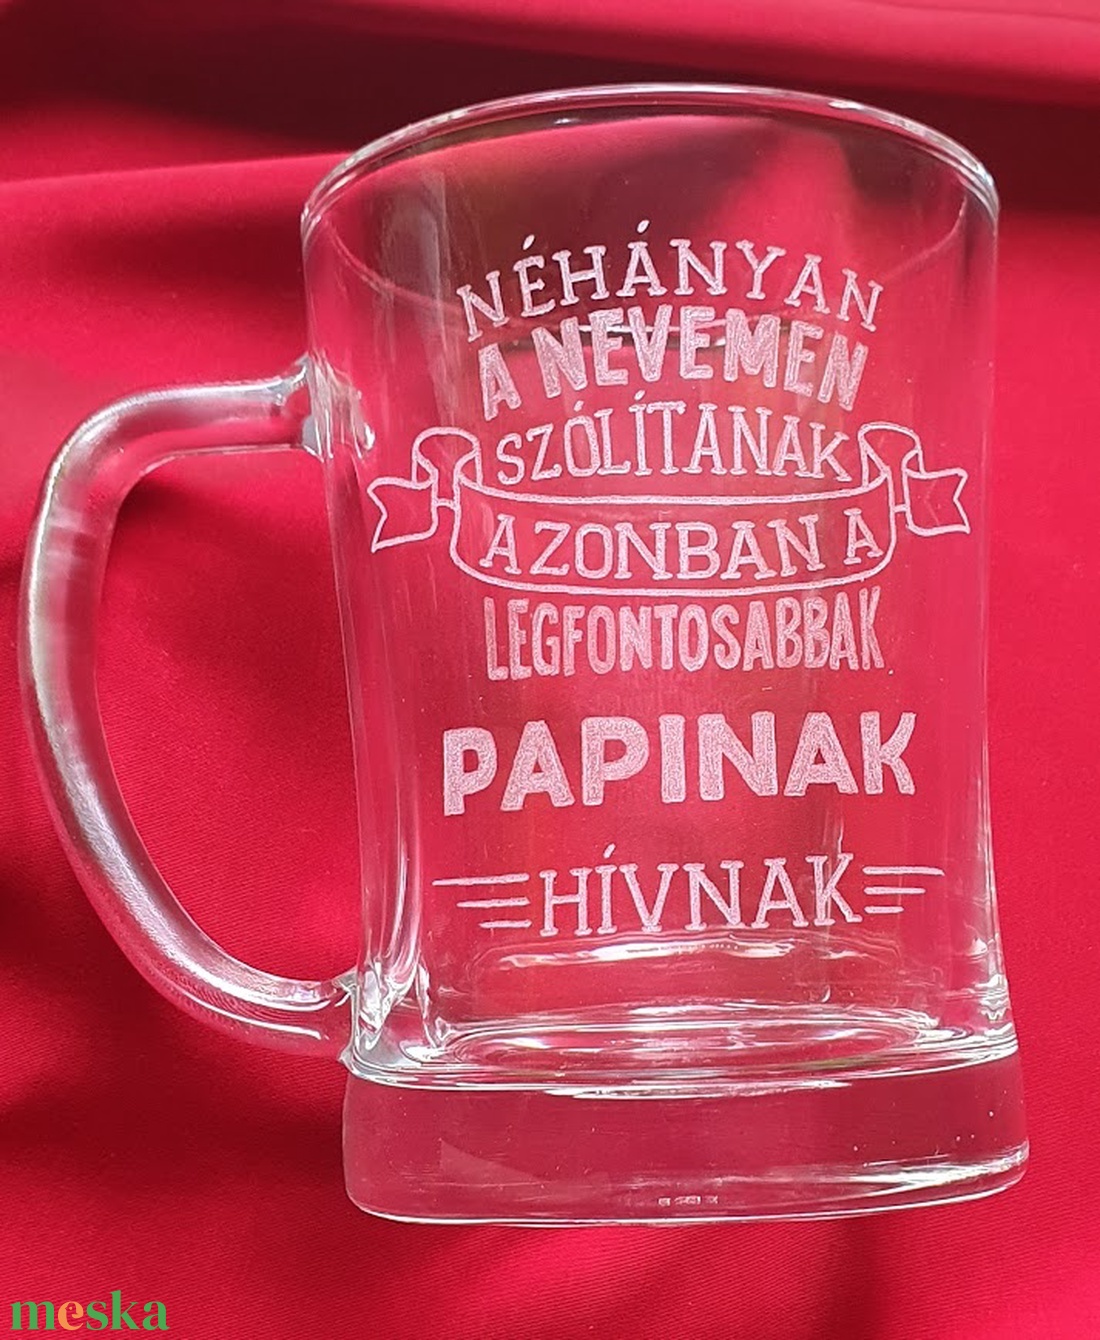 NÉHÁNYAN
A NEVEMEN
SZÓLÍTANAK
AZONBAN A
LEGFONTOSABBAK
PAPINAK
HÍVNAK
meska